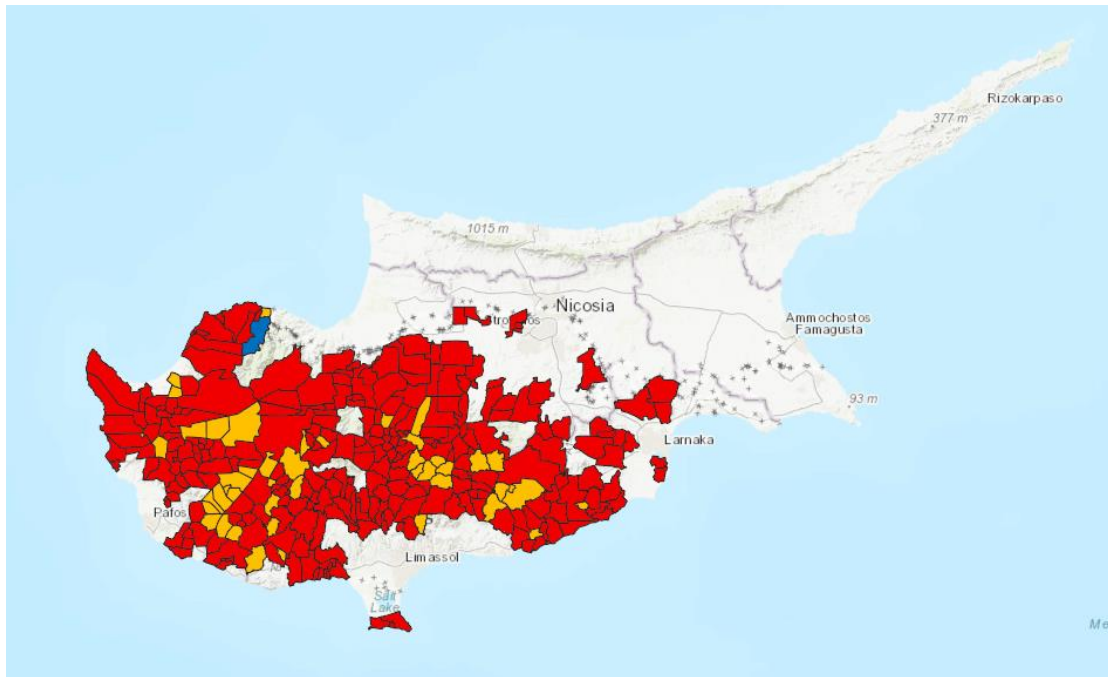 Rizokarpaso
377 m
1015 m
Nicosia
Ammochostos
Famagusta
93 m
Larnaka
Pafos
Limassol
Salt
Lake